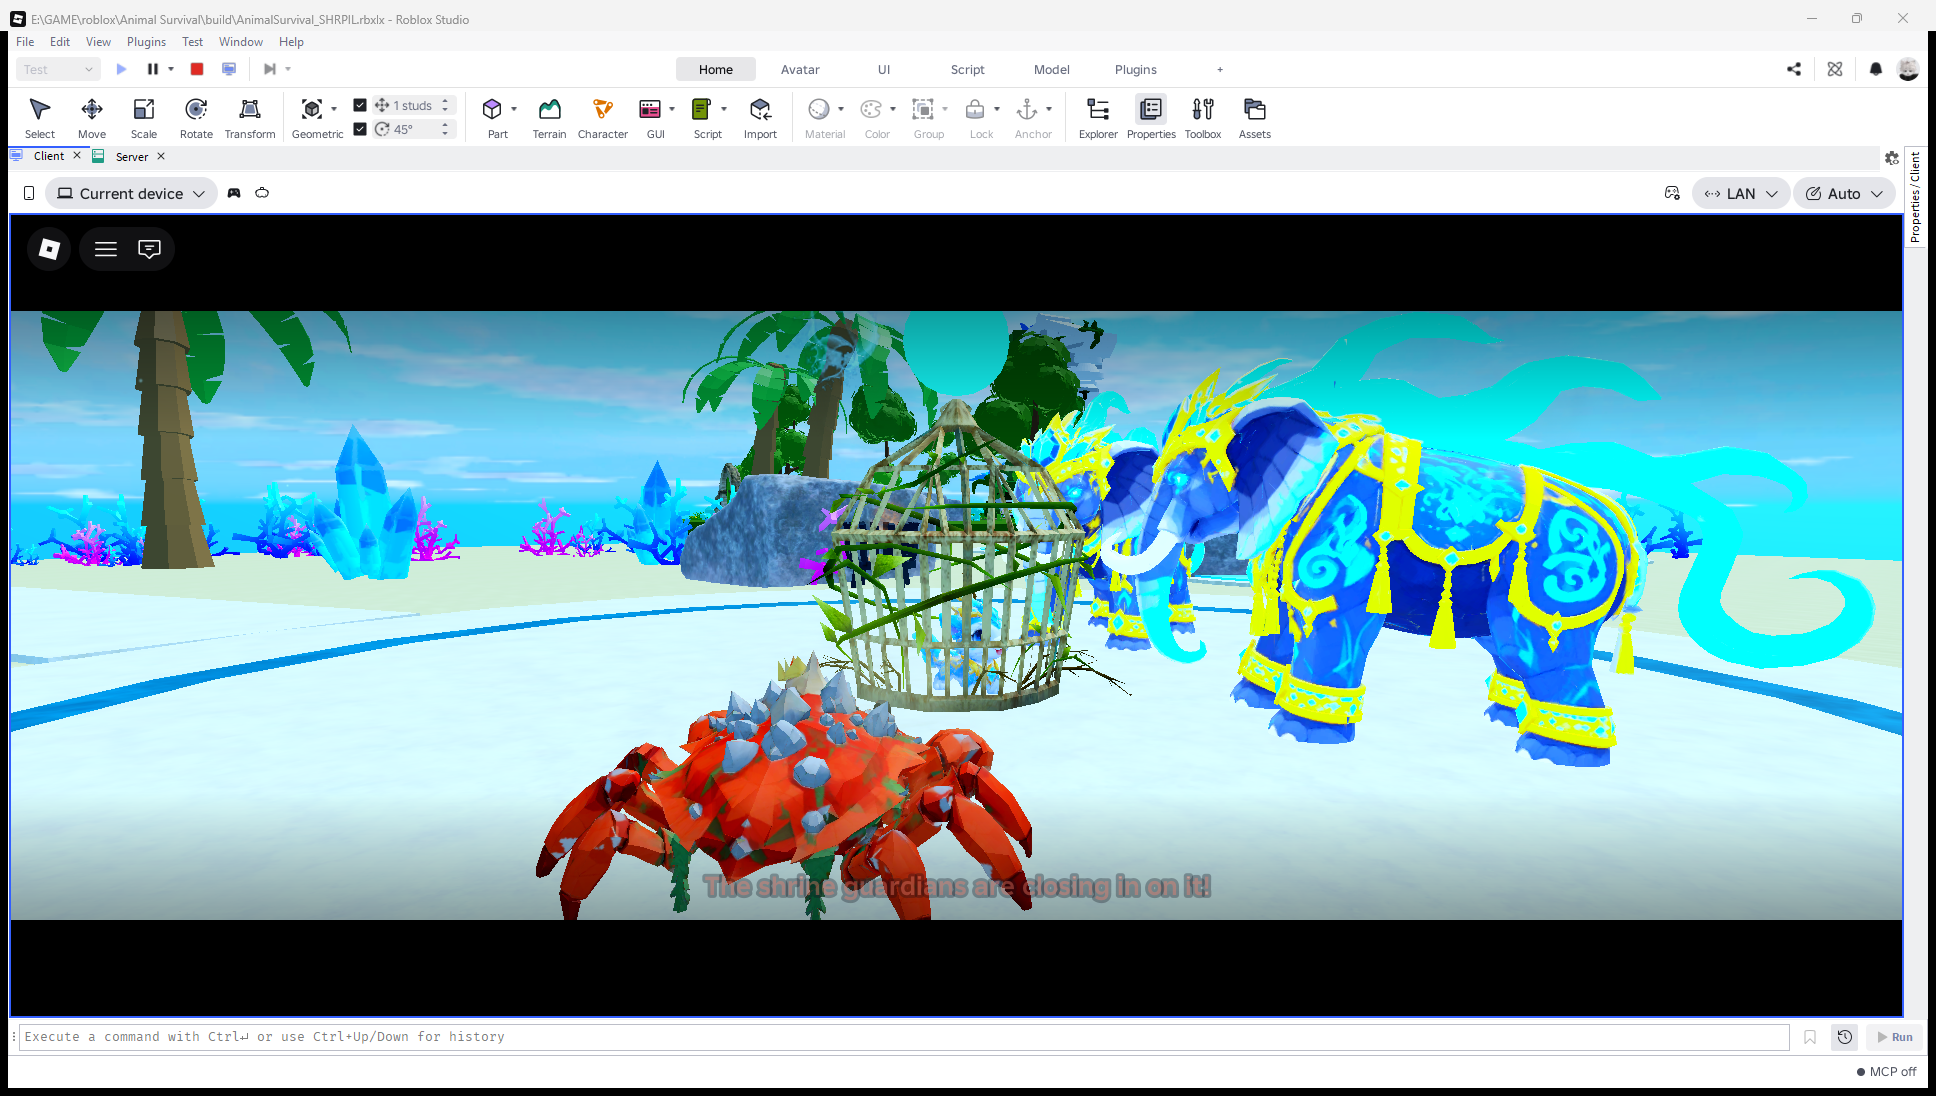 E:\GAME\roblox\Animal Survival\build\AnimalSurvival_SHRPIL.rbxlx - Roblox Studio
File Edit View Plugins Test Window Help
Test Home Avatar UI Script Model Plugins +
1 studs
45°
Select Move Scale Rotate Transform Geometric Part Terrain Character GUI Script Import Material Color Group Lock Anchor Explorer Properties Toolbox Assets
Client Server
Properties / Client
Current device LAN Auto
The shrine guardians are closing in on it!
Execute a command with Ctrl↵ or use Ctrl+Up/Down for history Run
MCP off